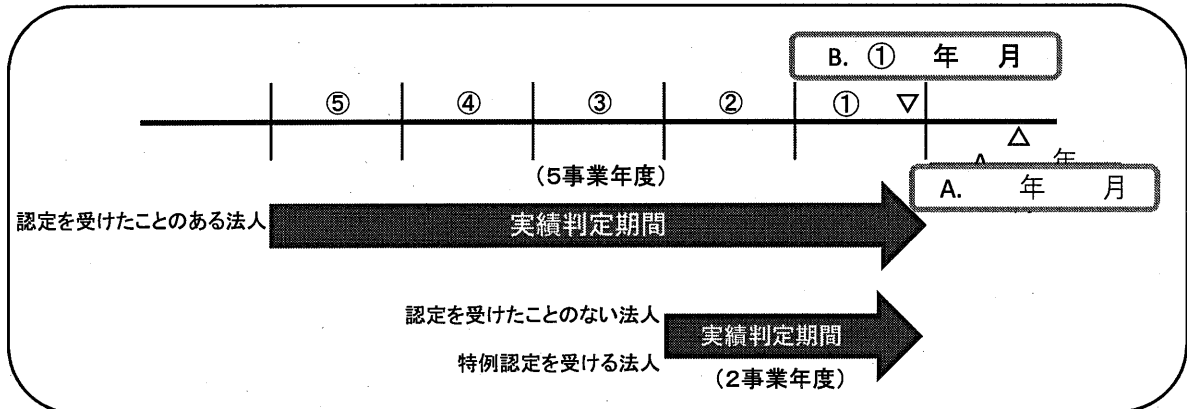 B. ① 年 月
⑤ ④ ③ ② ① ▽
△
(5事業年度)
A. 年 月
認定を受けたことのある法人 実績判定期間
認定を受けたことのない法人
実績判定期間
特例認定を受ける法人
(2事業年度)